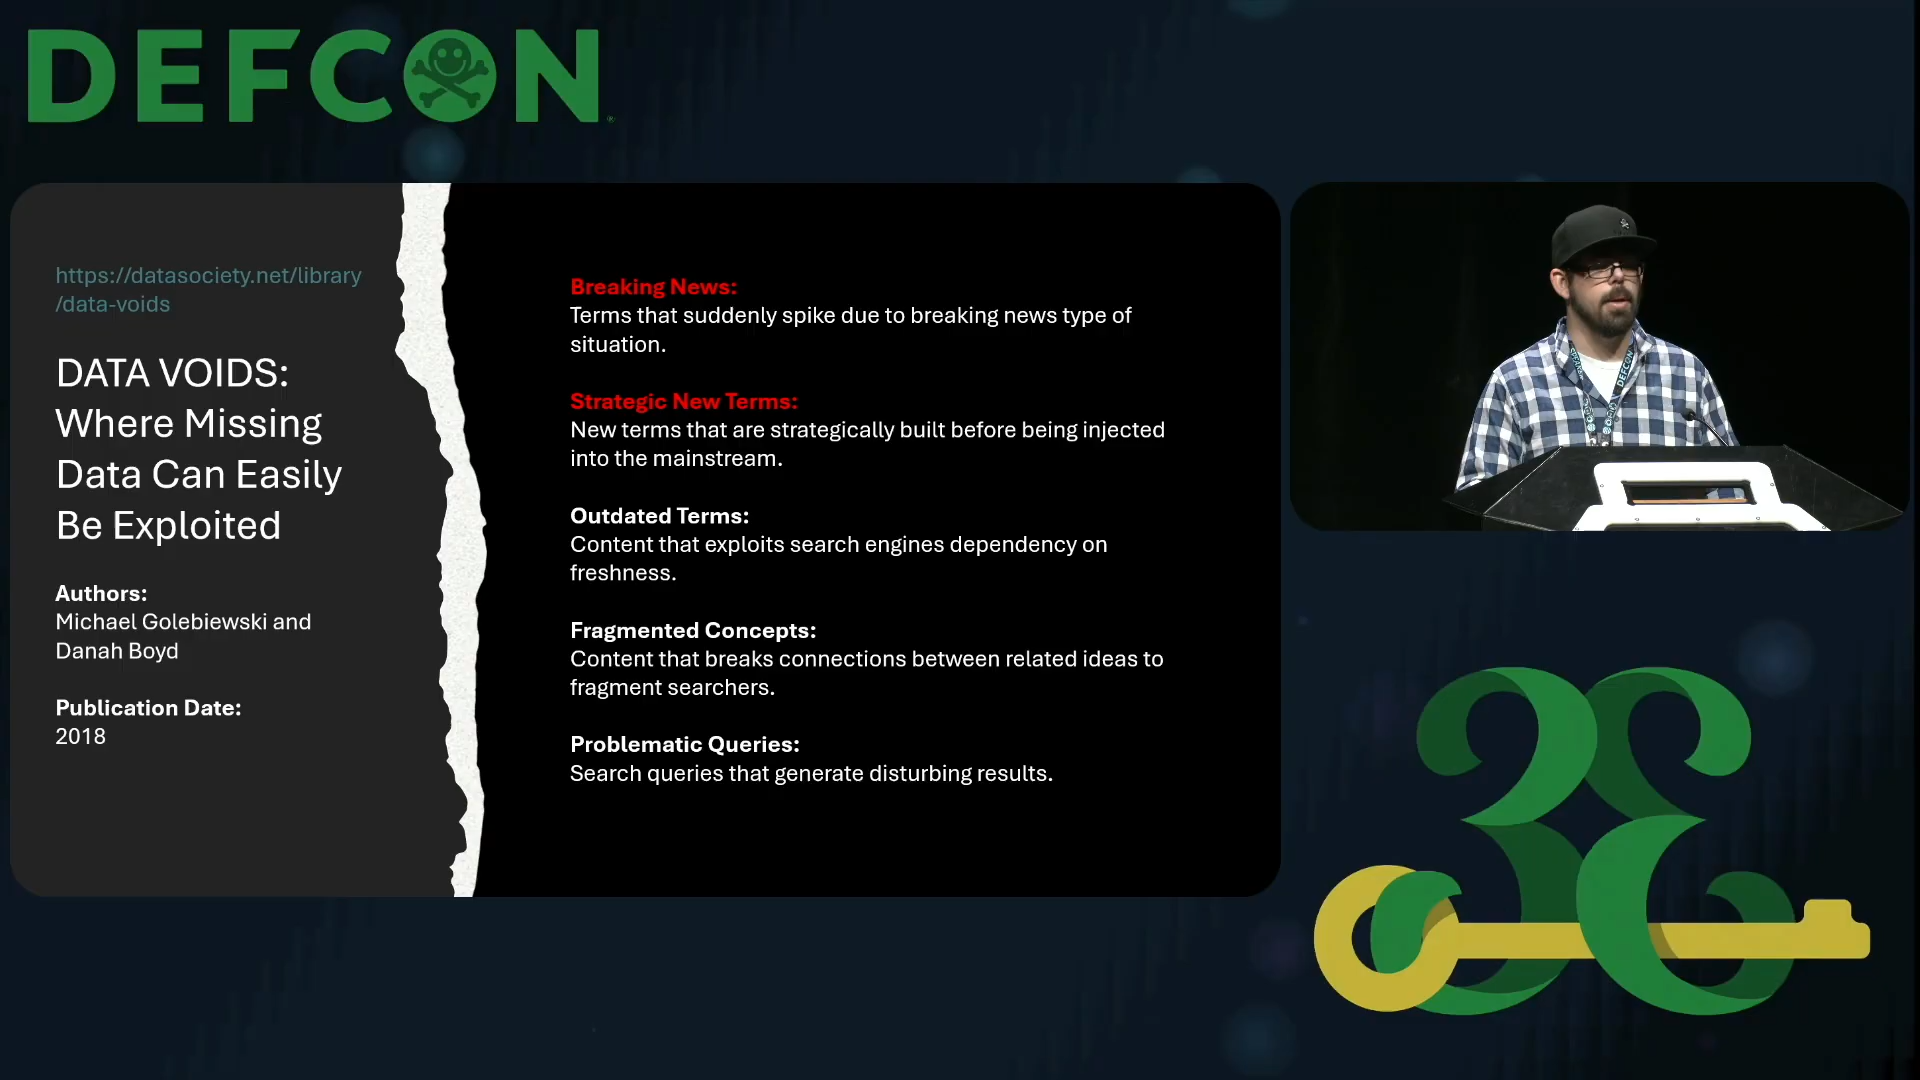 DEFCON
https://datasociety.net/library
/data-voids
DATA VOIDS:
Where Missing
Data Can Easily
Be Exploited
Authors:
Michael Golebiewski and
Danah Boyd
Publication Date:
2018
Breaking News:
Terms that suddenly spike due to breaking news type of
situation.
Strategic New Terms:
New terms that are strategically built before being injected
into the mainstream.
Outdated Terms:
Content that exploits search engines dependency on
freshness.
Fragmented Concepts:
Content that breaks connections between related ideas to
fragment searchers.
Problematic Queries:
Search queries that generate disturbing results.
DEFCON
33